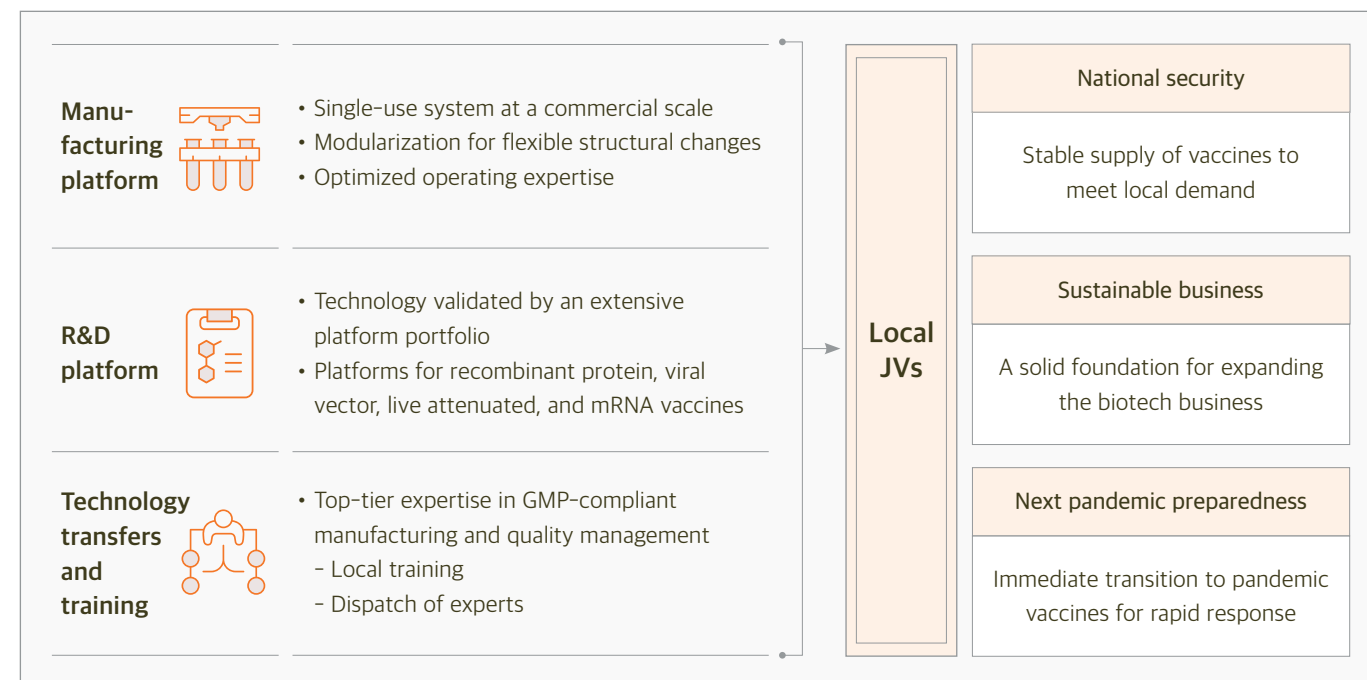 Manu-
facturing
platform
• Single-use system at a commercial scale
• Modularization for flexible structural changes
• Optimized operating expertise
R&D
platform
• Technology validated by an extensive
platform portfolio
• Platforms for recombinant protein, viral
vector, live attenuated, and mRNA vaccines
Technology
transfers
and
training
• Top-tier expertise in GMP-compliant
manufacturing and quality management
- Local training
- Dispatch of experts
Local
JVs
National security
Stable supply of vaccines to
meet local demand
Sustainable business
A solid foundation for expanding
the biotech business
Next pandemic preparedness
Immediate transition to pandemic
vaccines for rapid response